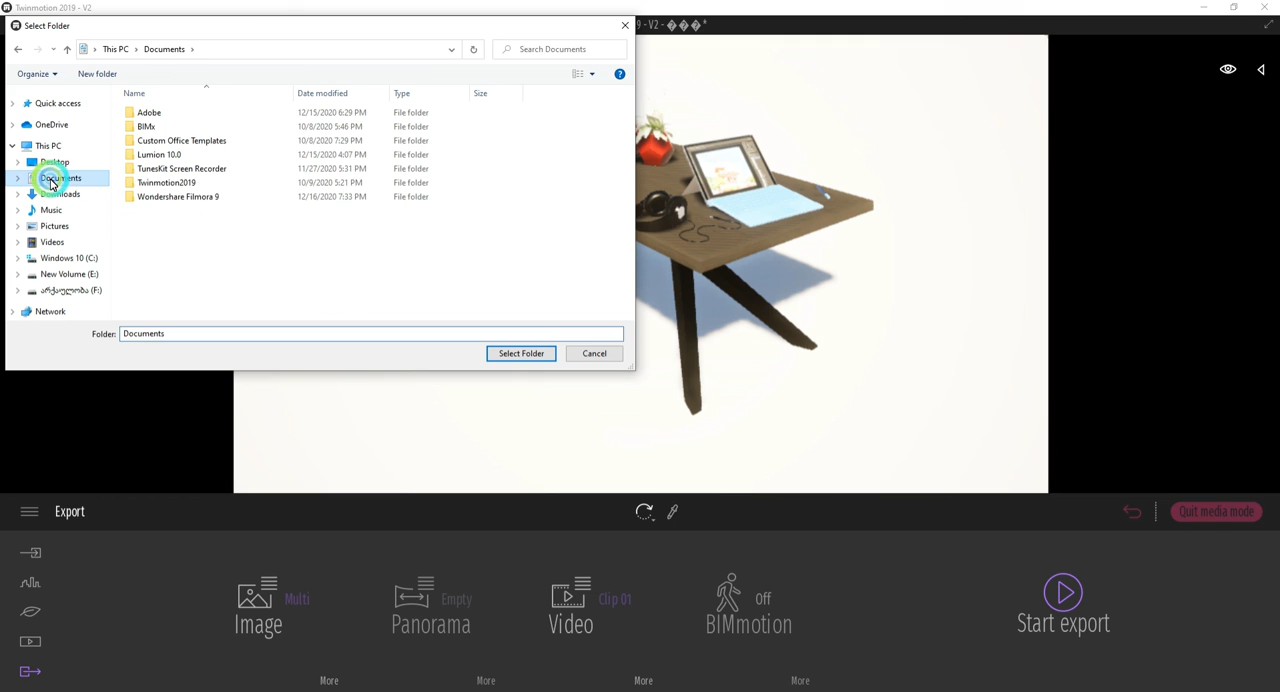 Twinmotion 2019 - V2
Select Folder
9 - V2 - ���*
This PC > Documents >
Search Documents
Organize
New folder
Name Date modified Type Size
Quick access
OneDrive
This PC
Desktop
Documents
Downloads
Music
Pictures
Videos
Windows 10 (C:)
New Volume (E:)
არქაულობა (F:)
Network
Adobe 12/15/2020 6:29 PM File folder
BIMx 10/8/2020 5:46 PM File folder
Custom Office Templates 10/8/2020 7:29 PM File folder
Lumion 10.0 12/15/2020 4:07 PM File folder
TunesKit Screen Recorder 11/27/2020 5:31 PM File folder
Twinmotion2019 10/9/2020 5:21 PM File folder
Wondershare Filmora 9 12/16/2020 7:33 PM File folder
Folder: Documents
Select Folder Cancel
Export
Quit media mode
Multi
Image
Empty
Panorama
Clip 01
Video
Off
BIMmotion
Start export
More More More More